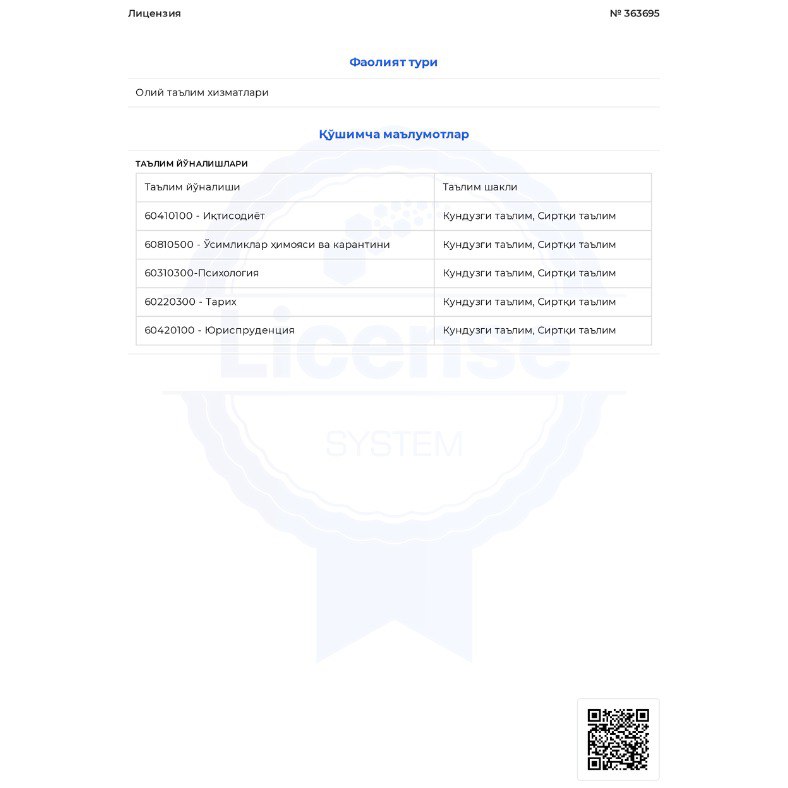 Лицензия № 363695
Фаолият тури
Олий таълим хизматлари
Қўшимча маълумотлар
ТАЪЛИМ ЙЎНАЛИШЛАРИ
Таълим йўналиши Таълим шакли
60410100 - Иқтисодиёт Кундузги таълим, Сиртқи таълим
60810500 - Ўсимликлар ҳимояси ва карантини Кундузги таълим, Сиртқи таълим
60310300-Психология Кундузги таълим, Сиртқи таълим
60220300 - Тарих Кундузги таълим, Сиртқи таълим
60420100 - Юриспруденция Кундузги таълим, Сиртқи таълим
License
SYSTEM